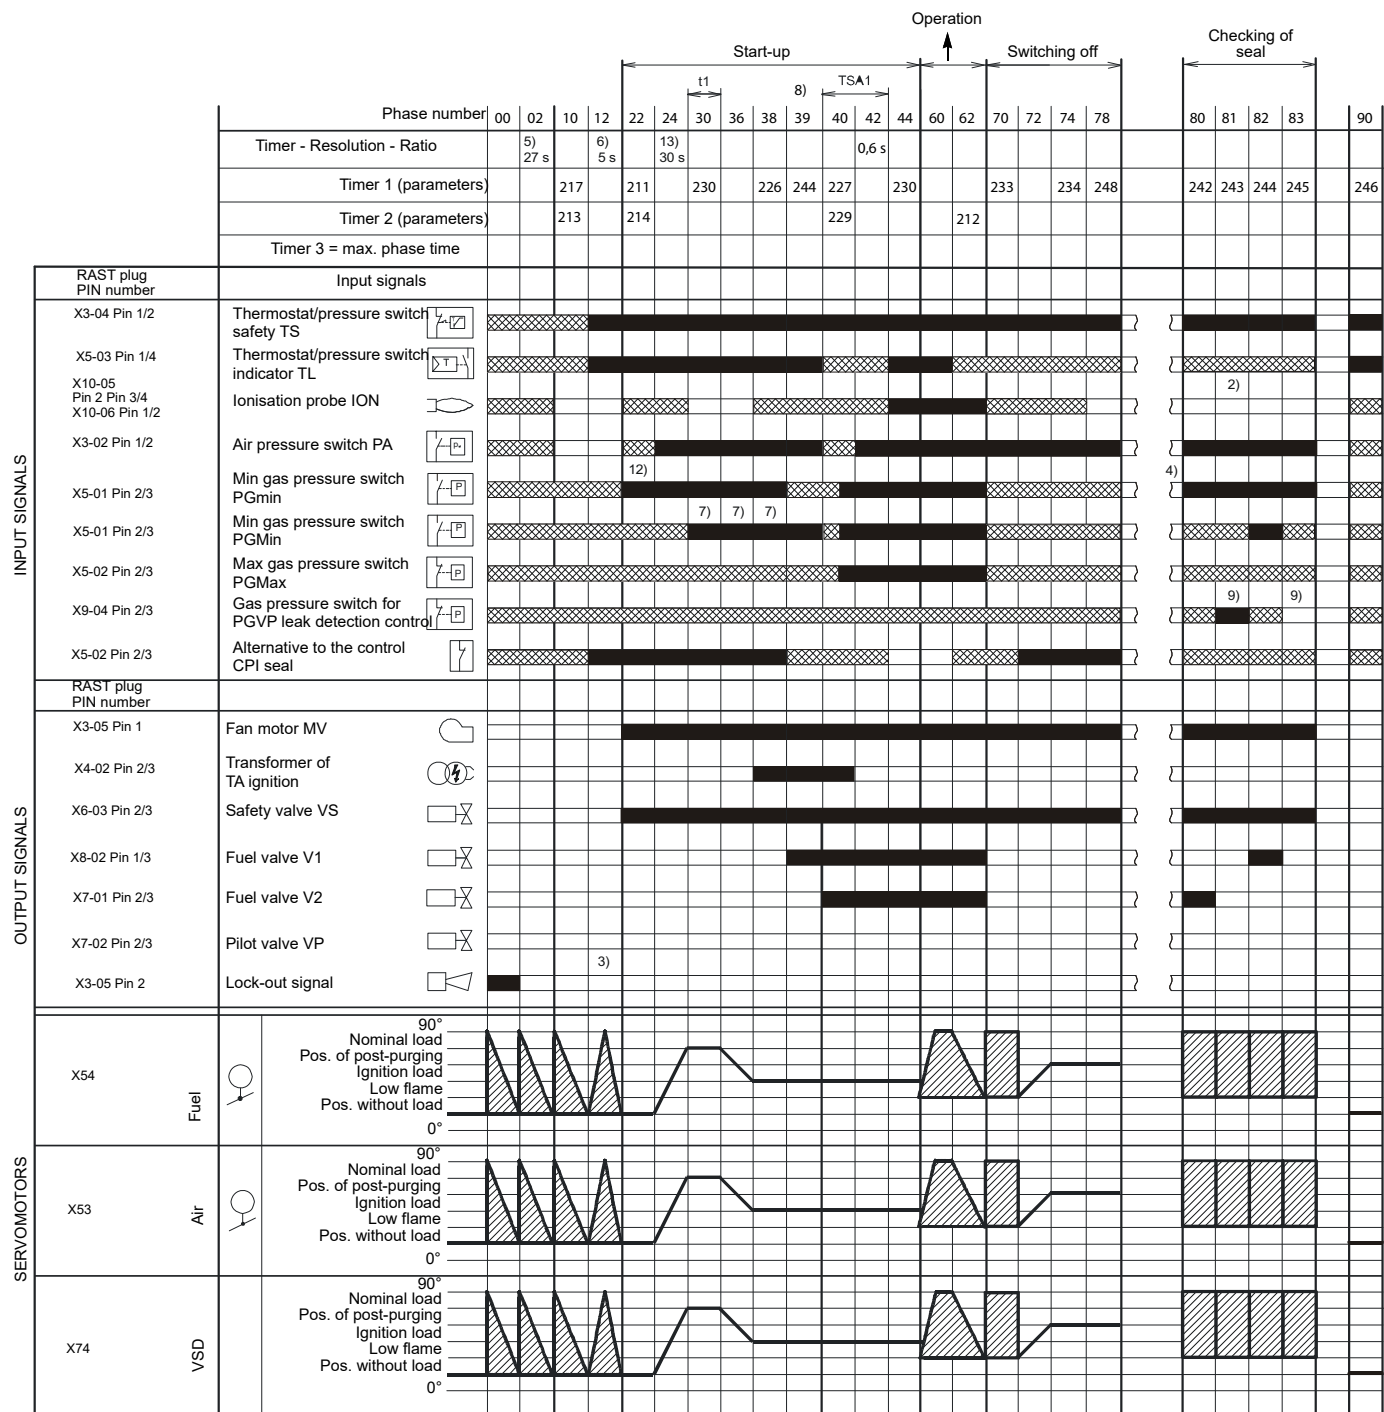 Operation
Start-up
Switching off
Checking of
seal
t1
8)
TSA1
Phase number 00 02 10 12 22 24 30 36 38 39 40 42 44 60 62 70 72 74 78 80 81 82 83 90
Timer - Resolution - Ratio 5) 6) 13) 0,6 s
27 s 5 s 30 s
Timer 1 (parameters) 217 211 230 226 244 227 230 233 234 248 242 243 244 245 246
Timer 2 (parameters) 213 214 229 212
Timer 3 = max. phase time
RAST plug
PIN number
Input signals
INPUT SIGNALS
X3-04 Pin 1/2
Thermostat/pressure switch
safety TS
X5-03 Pin 1/4
Thermostat/pressure switch
indicator TL
T
2)
X10-05
Pin 2 Pin 3/4
X10-06 Pin 1/2
Ionisation probe ION
X3-02 Pin 1/2
Air pressure switch PA
P
12)
4)
X5-01 Pin 2/3
Min gas pressure switch
PGmin
P
7) 7) 7)
X5-01 Pin 2/3
Min gas pressure switch
PGMin
P
X5-02 Pin 2/3
Max gas pressure switch
PGMax
P
9) 9)
X9-04 Pin 2/3
Gas pressure switch for
PGVP leak detection control
P
X5-02 Pin 2/3
Alternative to the control
CPI seal
RAST plug
PIN number
OUTPUT SIGNALS
X3-05 Pin 1
Fan motor MV
X4-02 Pin 2/3
Transformer of
TA ignition
X6-03 Pin 2/3
Safety valve VS
X8-02 Pin 1/3
Fuel valve V1
X7-01 Pin 2/3
Fuel valve V2
X7-02 Pin 2/3
Pilot valve VP
3)
X3-05 Pin 2
Lock-out signal
SERVOMOTORS
X54
Fuel
90°
Nominal load
Pos. of post-purging
Ignition load
Low flame
Pos. without load
0°
X53
Air
90°
Nominal load
Pos. of post-purging
Ignition load
Low flame
Pos. without load
0°
X74
VSD
90°
Nominal load
Pos. of post-purging
Ignition load
Low flame
Pos. without load
0°